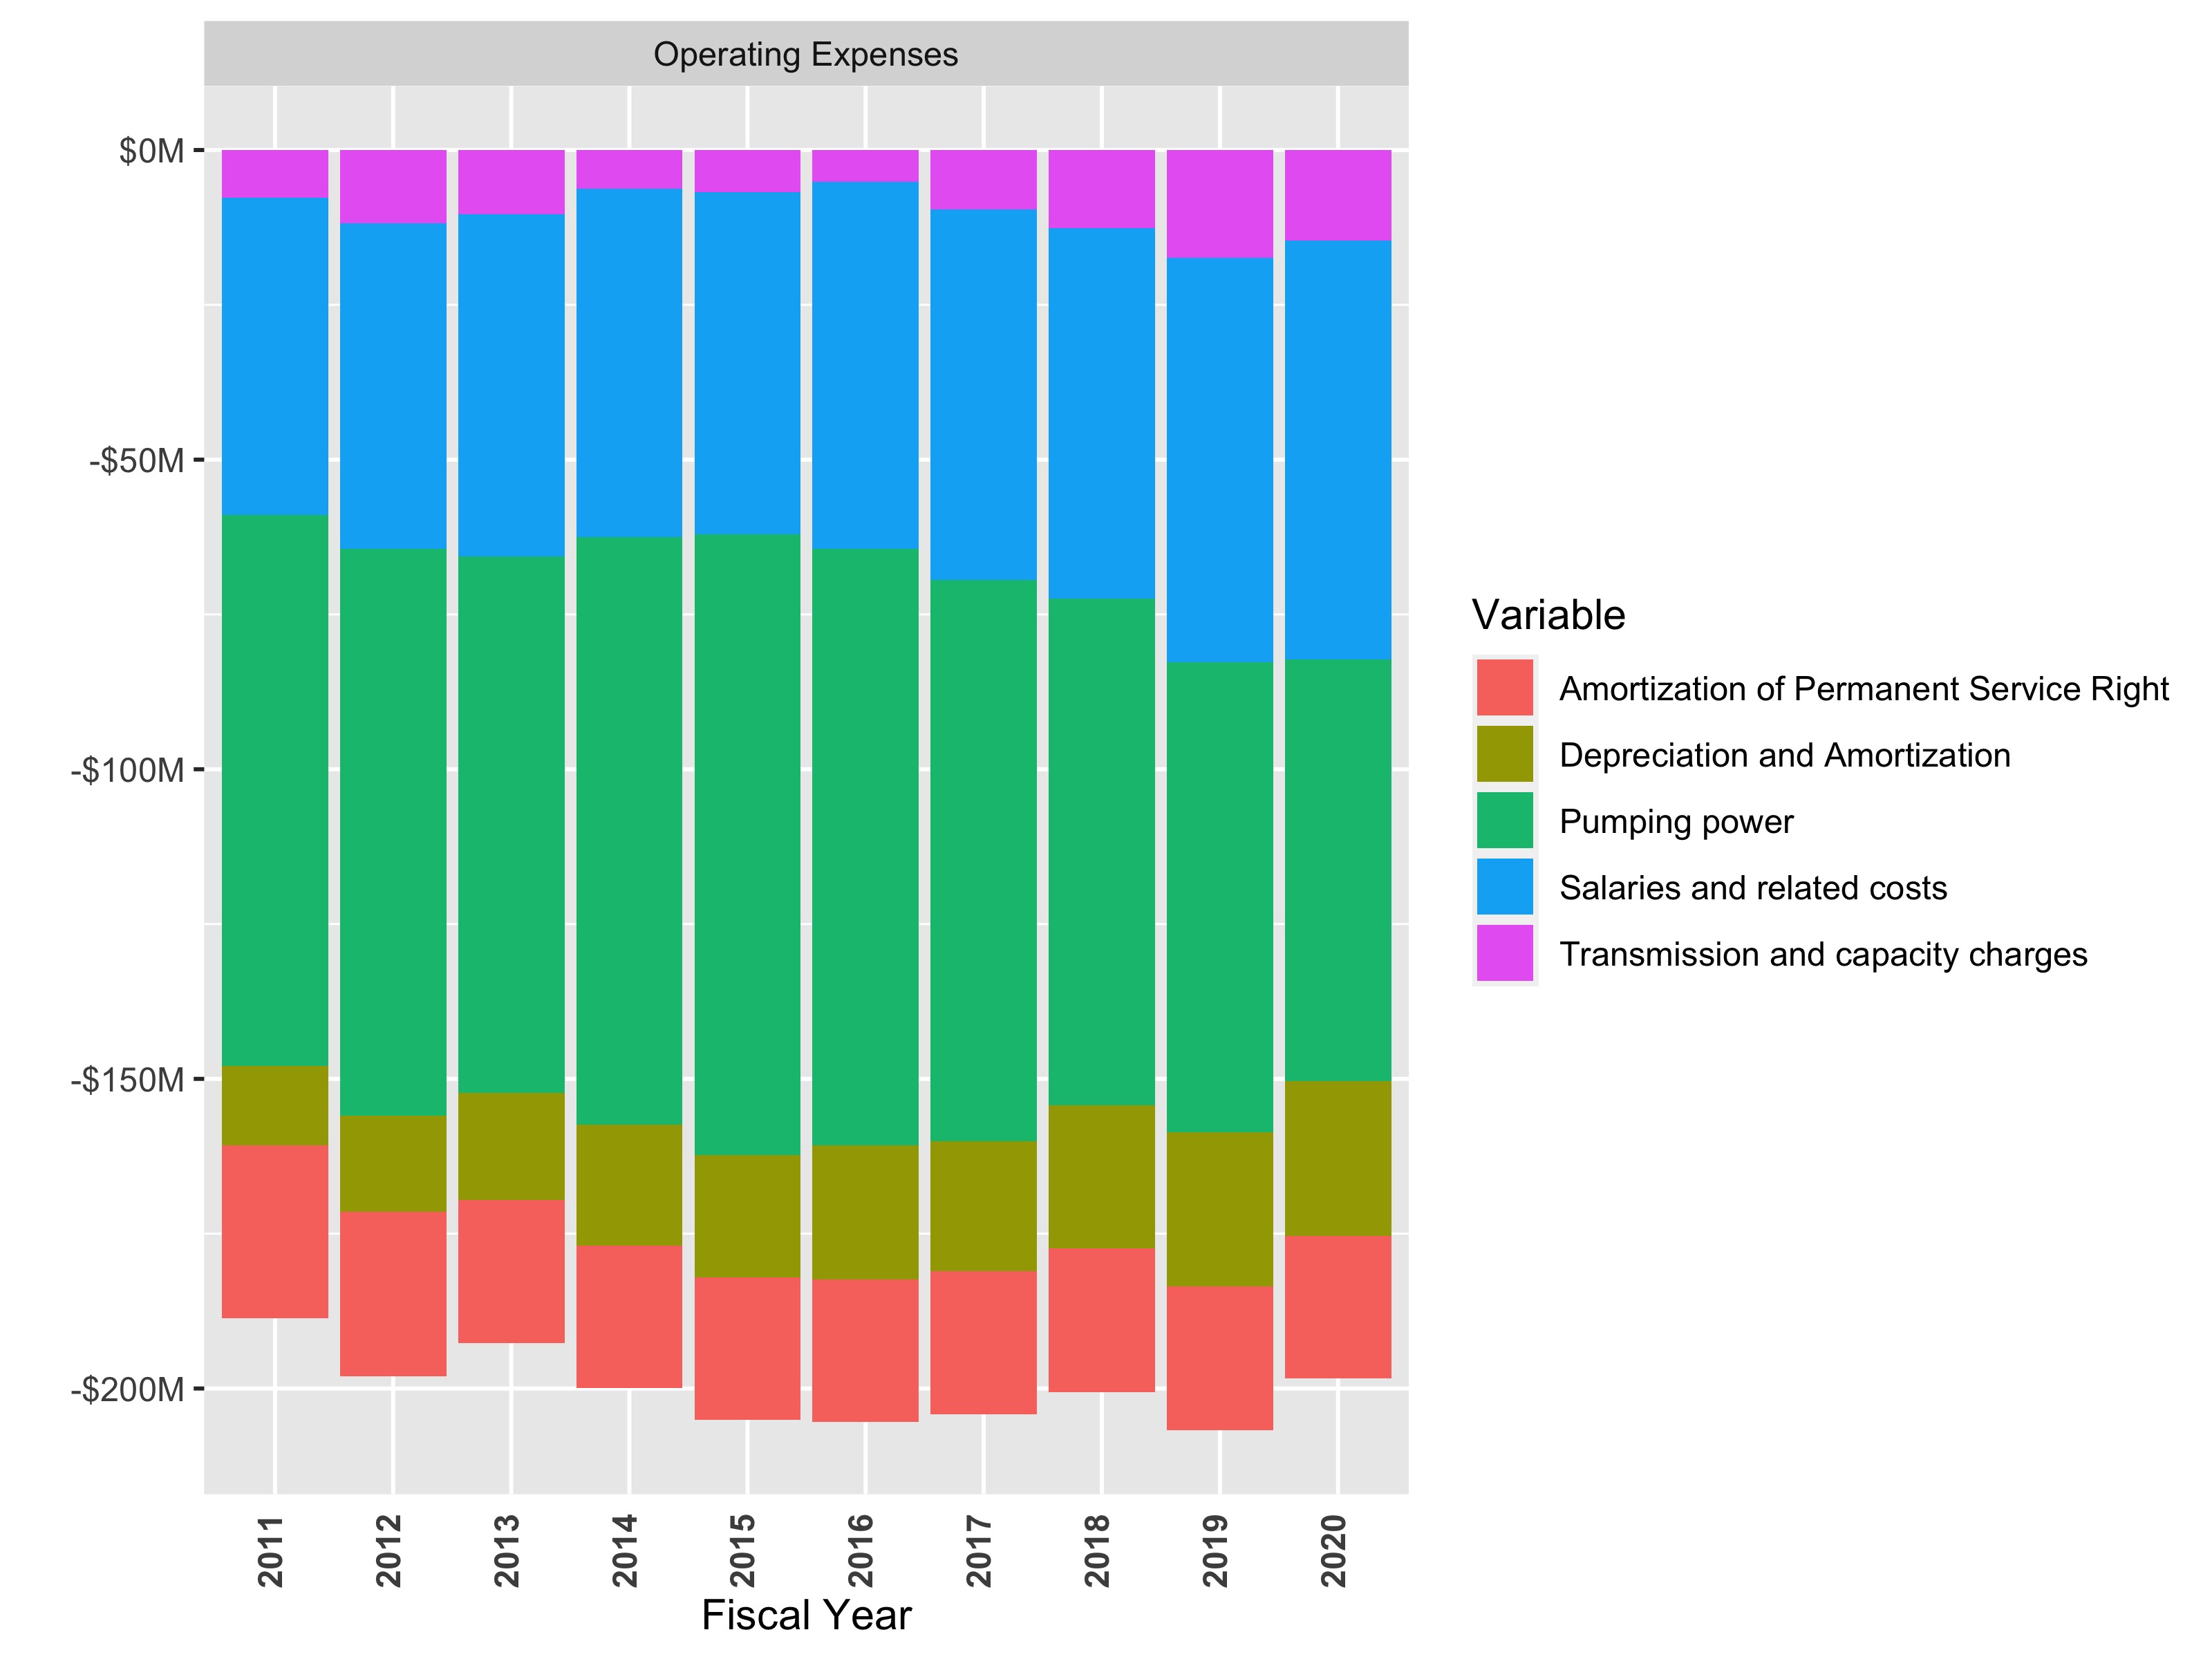 Operating Expenses
$0M
-$50M
-$100M
-$150M
-$200M
2011
2012
2013
2014
2015
2016
2017
2018
2019
2020
Fiscal Year
Variable
Amortization of Permanent Service Right
Depreciation and Amortization
Pumping power
Salaries and related costs
Transmission and capacity charges